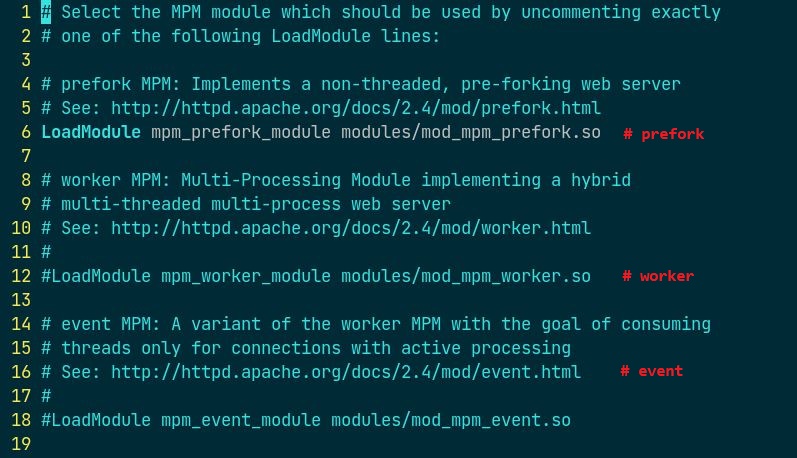 1 # Select the MPM module which should be used by uncommenting exactly
2 # one of the following LoadModule lines:
3
4 # prefork MPM: Implements a non-threaded, pre-forking web server
5 # See: http://httpd.apache.org/docs/2.4/mod/prefork.html
6 LoadModule mpm_prefork_module modules/mod_mpm_prefork.so # prefork
7
8 # worker MPM: Multi-Processing Module implementing a hybrid
9 # multi-threaded multi-process web server
10 # See: http://httpd.apache.org/docs/2.4/mod/worker.html
11 #
12 #LoadModule mpm_worker_module modules/mod_mpm_worker.so # worker
13
14 # event MPM: A variant of the worker MPM with the goal of consuming
15 # threads only for connections with active processing
16 # See: http://httpd.apache.org/docs/2.4/mod/event.html # event
17 #
18 #LoadModule mpm_event_module modules/mod_mpm_event.so
19